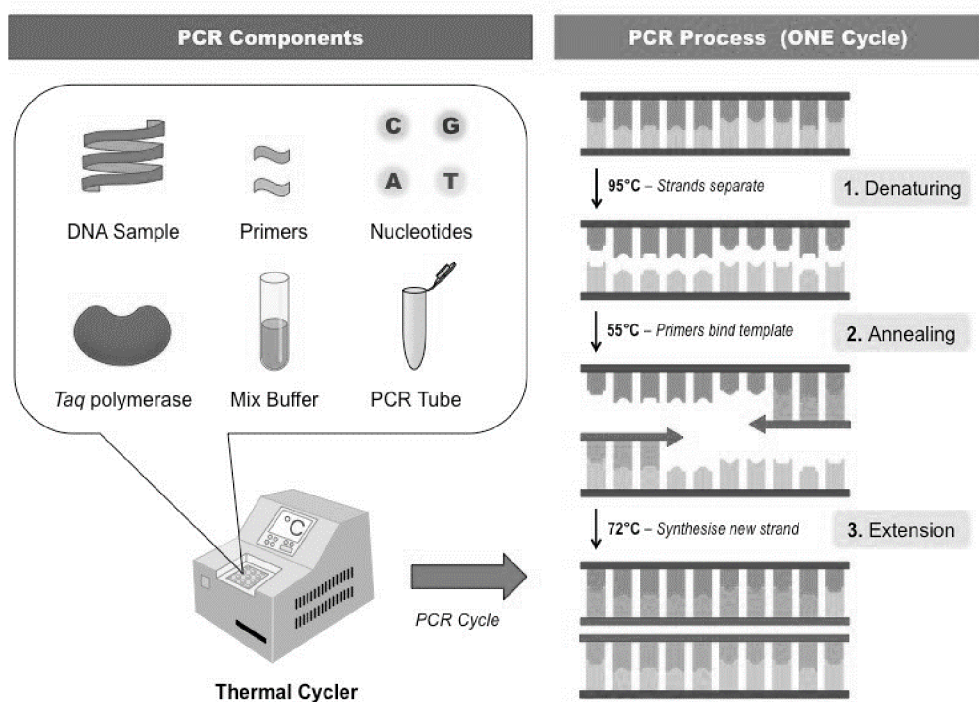 PCR Components
C G
A T
DNA Sample Primers Nucleotides
Taq polymerase Mix Buffer PCR Tube
°C
Thermal Cycler
PCR Cycle
PCR Process (ONE Cycle)
95°C – Strands separate
1. Denaturing
55°C – Primers bind template
2. Annealing
72°C – Synthesise new strand
3. Extension